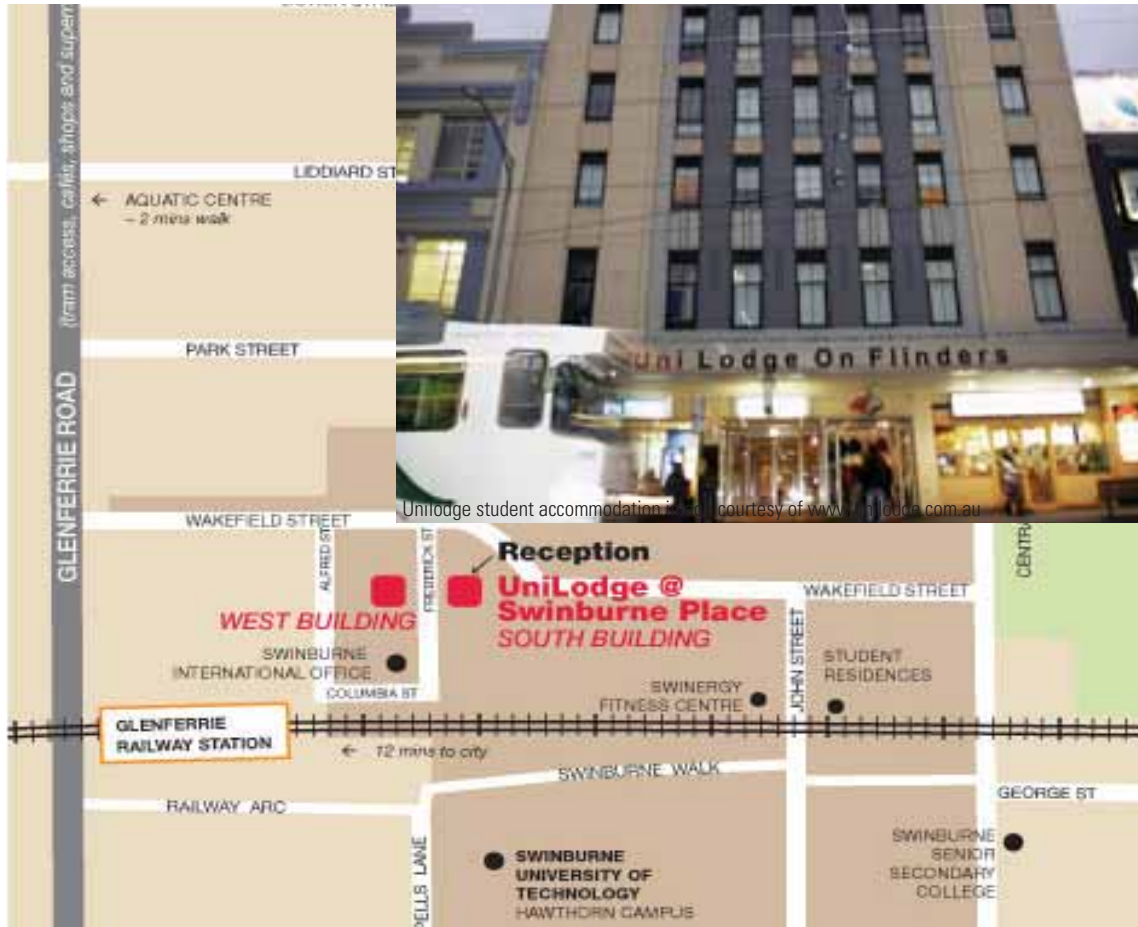 (tram access, cafés, shops and
GLENFERRIE ROAD
LIDDIARD ST
← AQUATIC CENTRE
– 2 mins walk
PARK STREET
WAKEFIELD STREET
ALFRED ST
FREDERICK ST
Uni Lodge On Flinders
Unilodge student accommodation courtesy of
Reception
UniLodge @
Swinburne Place
SOUTH BUILDING
WEST BUILDING
SWINBURNE
INTERNATIONAL OFFICE
COLUMBIA ST
WAKEFIELD STREET
JOHN STREET
STUDENT
RESIDENCES
SWINERGY
FITNESS CENTRE
GLENFERRIE
RAILWAY STATION
← 12 mins to city
SWINBURNE WALK
RAILWAY ARC
GEORGE ST
LANE
SWINBURNE
UNIVERSITY OF
TECHNOLOGY
HAWTHORN CAMPUS
SWINBURNE
SENIOR
SECONDARY
COLLEGE